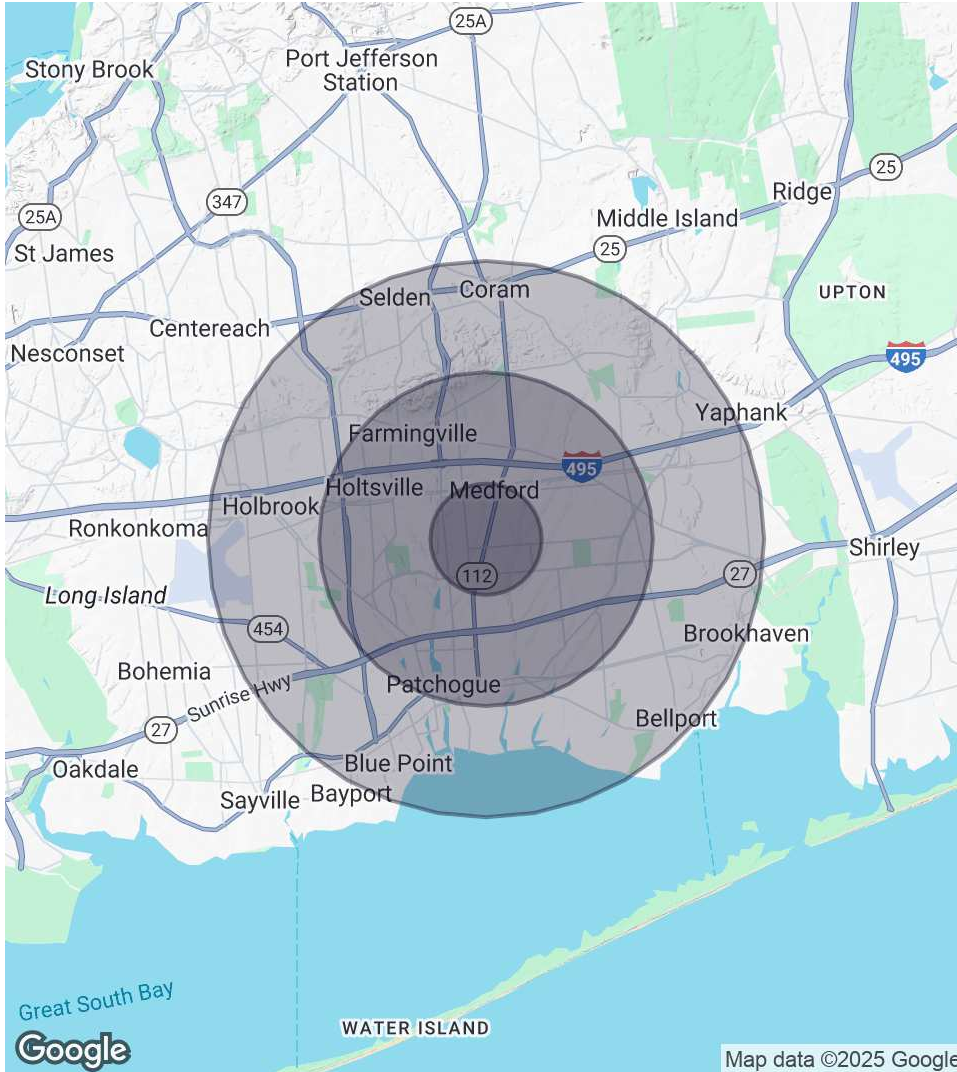 25A
Port Jefferson
Station
Stony Brook
25
Ridge
347
Middle Island
25A
25
St James
UPTON
Selden
Coram
Centereach
Nesconset
495
Yaphank
Farmingville
495
Holtsville
Medford
Holbrook
Ronkonkoma
Shirley
112
27
Long Island
454
Brookhaven
Bohemia
Sunrise Hwy
Patchogue
27
Bellport
Oakdale
Blue Point
Sayville
Bayport
Great South Bay
WATER ISLAND
Google
Map data ©2025 Google